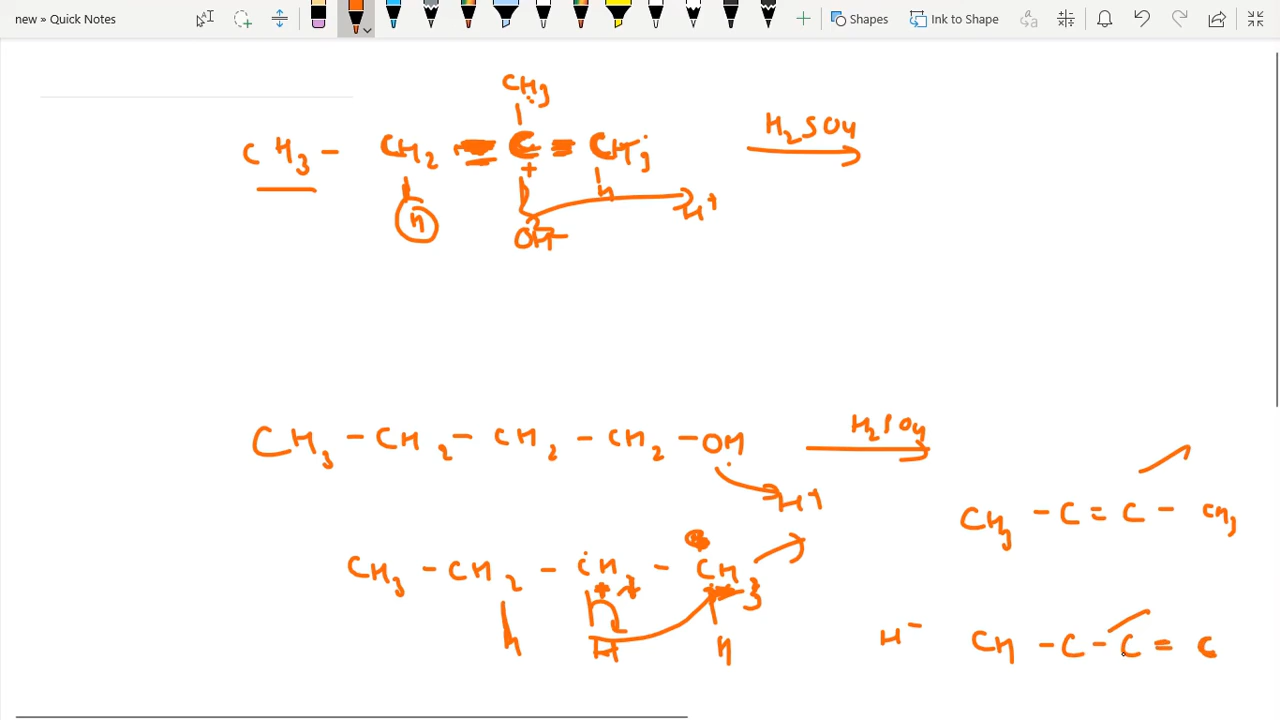 new » Quick Notes
Shapes
Ink to Shape
CH3
CH3 - CH2 = C = CH3
H2SO4
+
H
H
H+
OH
CH3 - CH2 - CH2 - CH2 - OH
H2SO4
H+
CH3 - C = C - CH3
CH3 - CH2 - CH - CH3
+ +
H
H
H
H-
CH - C - C = C